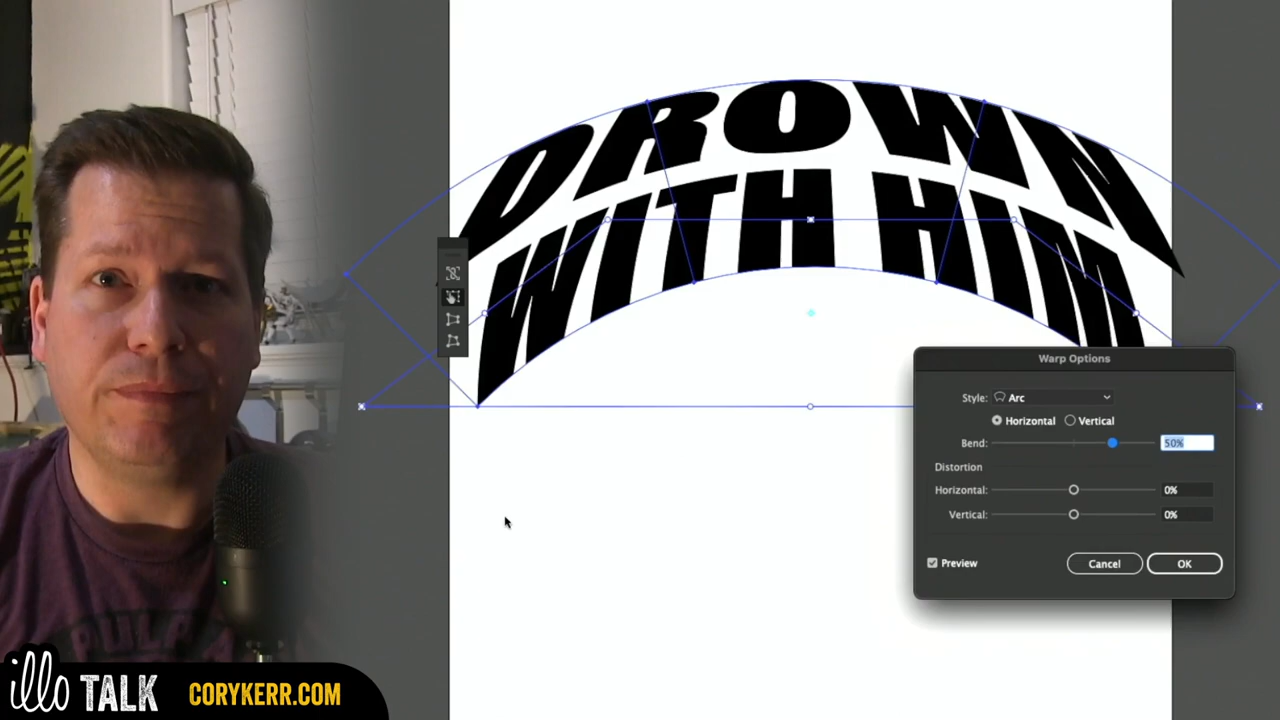 DROWN
WITH HIM
Warp Options
Style: Arc
Horizontal Vertical
Bend: 50%
Distortion
Horizontal: 0%
Vertical: 0%
Preview Cancel OK
illo TALK CORYKERR.COM